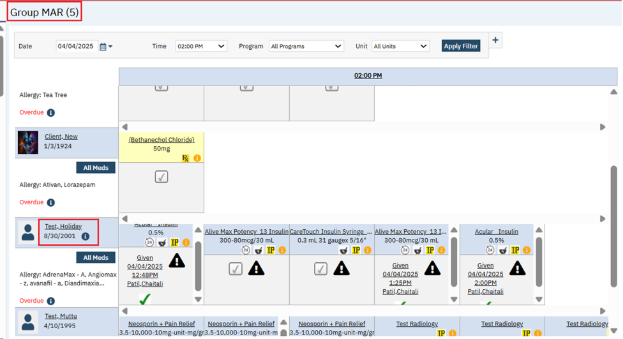 Group MAR (5)
Date 04/04/2025 Time 02:00 PM Program All Programs Unit All Units Apply Filter +
02:00 PM
Allergy: Tea Tree
Overdue
Client, New
1/3/1924
(Bethanechol Chloride)
50mg
Rx
All Meds
Allergy: Ativan, Lorazepam
Overdue
Test, Holiday
8/30/2001
Acular Insulin
0.5%
IP
Alive Max Potency 13 Insulin
300-80mcg/30 mL
IP
CareTouch Insulin Syringe ...
0.3 mL 31 gaugex 5/16"
IP
Alive Max Potency 13 I...
300-80mcg/30 mL
IP
Acular Insulin
0.5%
IP
All Meds
Allergy: AdrenaMax - A, Angiomax
- z, avanafil - a, Diandimaxia...
Given
04/04/2025
12:48PM
Patil,Chaitali
Given
04/04/2025
1:25PM
Patil,Chaitali
Given
04/04/2025
2:00PM
Patil,Chaitali
Overdue
Test, Muttu
4/10/1995
Neosporin + Pain Relief
3.5-10,000-10mg-unit-mg/gr
Neosporin + Pain Relief
3.5-10,000-10mg-unit-m
Neosporin + Pain Relief
3.5-10,000-10mg-unit-mg/gr
Test Radiology
IP
Test Radiology
IP
Test Radiology